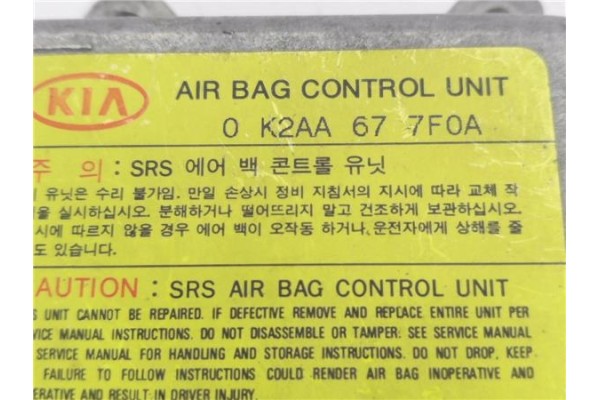 KIA
AIR BAG CONTROL UNIT
0 K2AA 67 7F0A
주 의 : SRS 에어 백 콘트롤 유닛
유닛은 수리 불가임. 만일 손상시 정비 지침서의 지시에 따라 교체 작
을 실시하십시오. 분해하거나 떨어뜨리지 말고 건조하게 보관하십시오.
시에 따르지 않을 경우 에어 백이 오작동 하거나, 운전자에게 상해를 줄
도 있습니다.
AUTION : SRS AIR BAG CONTROL UNIT
S UNIT CANNOT BE REPAIRED. IF DEFECTIVE REMOVE AND REPLACE ENTIRE UNIT PER
VICE MANUAL INSTRUCTIONS. DO NOT DISASSEMBLE OR TAMPER: SEE SERVICE MANUAL
SERVICE MANUAL FOR HANDLING AND STORAGE INSTRUCTIONS. DO NOT DROP, KEEP
FAILURE TO FOLLOW INSTRUCTIONS COULD RENDER AIR BAG INOPERATIVE AND
ERATIVE AND RESULT IN DRIVER INJURY.